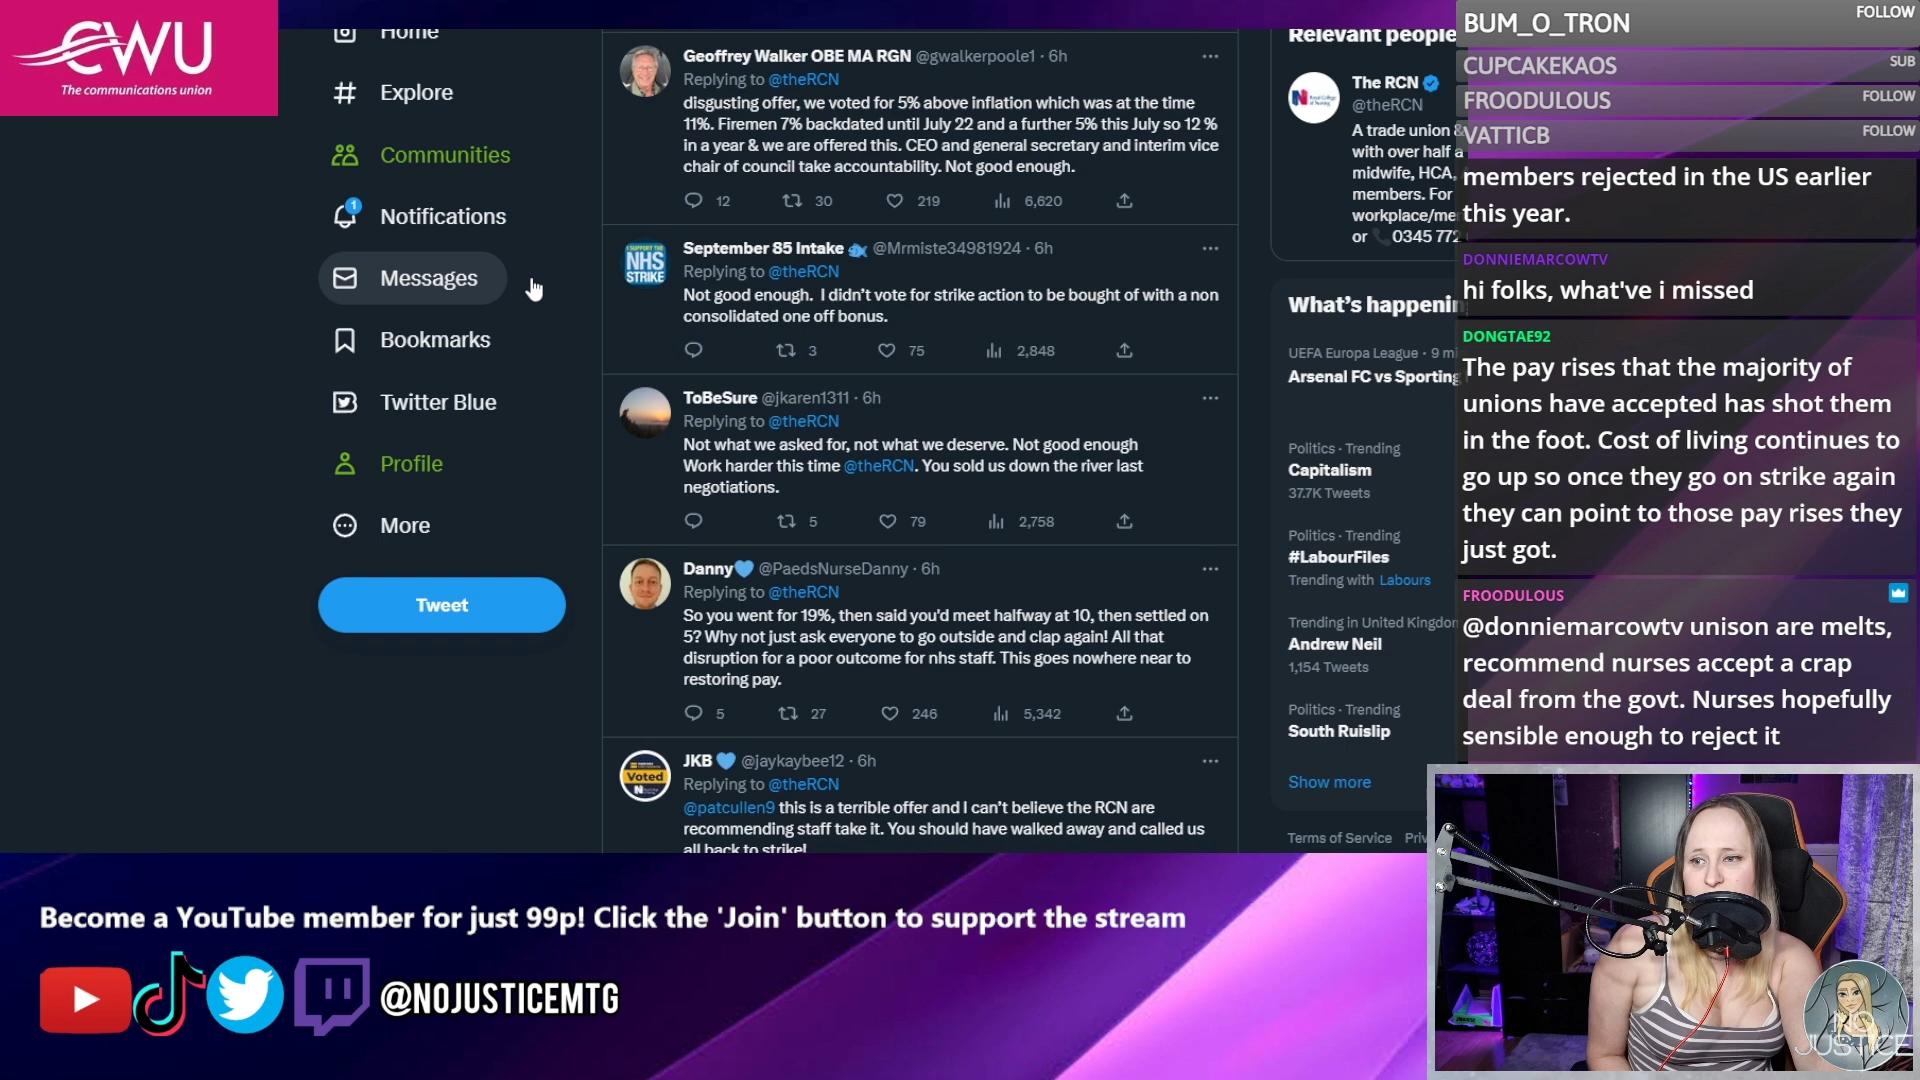 CWU
The communications union
Home
Explore
Communities
1
Notifications
Messages
Bookmarks
Twitter Blue
Profile
More
Tweet
Geoffrey Walker OBE MA RGN @gwalkerpoole1 · 6h
Replying to @theRCN
disgusting offer, we voted for 5% above inflation which was at the time
11%. Firemen 7% backdated until July 22 and a further 5% this July so 12 %
in a year & we are offered this. CEO and general secretary and interim vice
chair of council take accountability. Not good enough.
12 30 219 6,620
I SUPPORT THE
NHS
STRIKE
September 85 Intake @Mrmiste34981924 · 6h
Replying to @theRCN
Not good enough. I didn't vote for strike action to be bought of with a non
consolidated one off bonus.
3 75 2,848
ToBeSure @jkaren1311 · 6h
Replying to @theRCN
Not what we asked for, not what we deserve. Not good enough
Work harder this time @theRCN. You sold us down the river last
negotiations.
5 79 2,758
Danny @PaedsNurseDanny · 6h
Replying to @theRCN
So you went for 19%, then said you'd meet halfway at 10, then settled on
5? Why not just ask everyone to go outside and clap again! All that
disruption for a poor outcome for nhs staff. This goes nowhere near to
restoring pay.
5 27 246 5,342
Voted
JKB @jaykaybee12 · 6h
Replying to @theRCN
@patcullen9 this is a terrible offer and I can't believe the RCN are
recommending staff take it. You should have walked away and called us
all back to strike!
Relevant people
The RCN
@theRCN
A trade union &
with over half a
midwife, HCA,
members. For
workplace/me
or 0345 772
What's happenin
UEFA Europa League · 9 mi
Arsenal FC vs Sporting
Politics · Trending
Capitalism
37.7K Tweets
Politics · Trending
#LabourFiles
Trending with Labours
Trending in United Kingdom
Andrew Neil
1,154 Tweets
Politics · Trending
South Ruislip
Show more
Terms of Service Priv
BUM_O_TRON FOLLOW
CUPCAKEKAOS SUB
FROODULOUS FOLLOW
VATTICB FOLLOW
members rejected in the US earlier
this year.
DONNIEMARCOWTV
hi folks, what've i missed
DONGTAE92
The pay rises that the majority of
unions have accepted has shot them
in the foot. Cost of living continues to
go up so once they go on strike again
they can point to those pay rises they
just got.
FROODULOUS
@donniemarcowtv unison are melts,
recommend nurses accept a crap
deal from the govt. Nurses hopefully
sensible enough to reject it
Become a YouTube member for just 99p! Click the 'Join' button to support the stream
@NOJUSTICEMTG
NO
JUSTICE